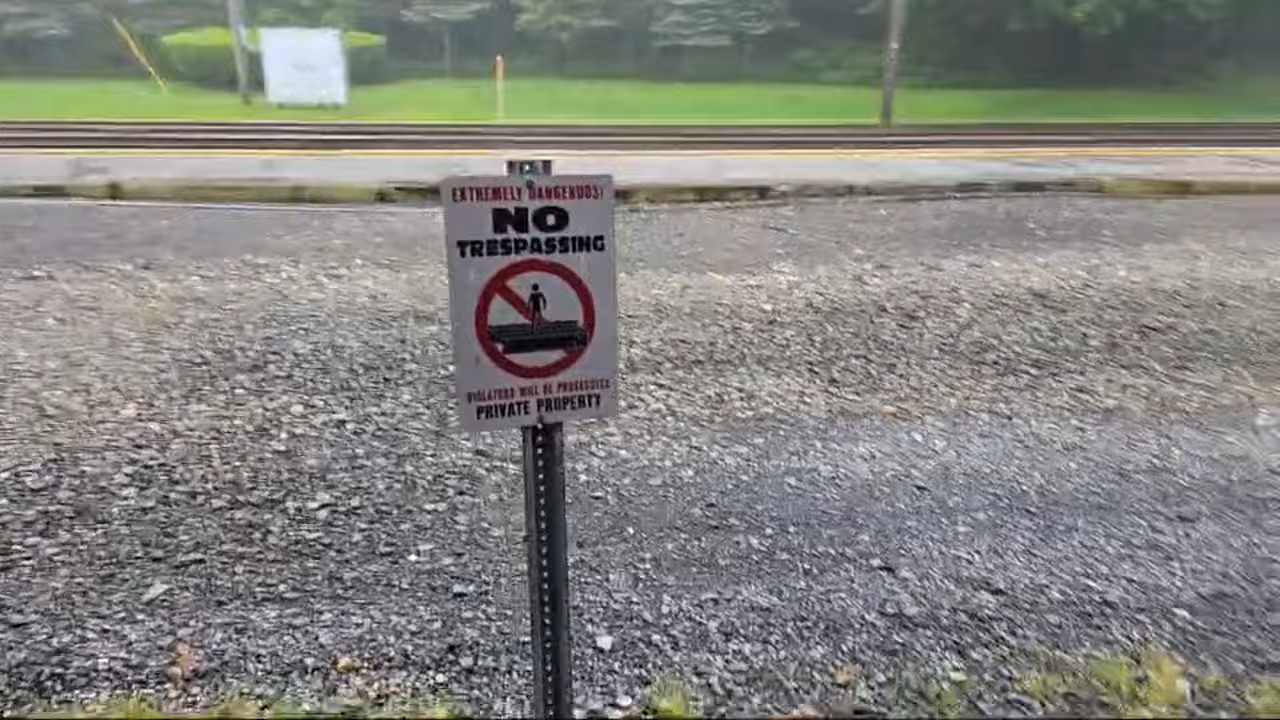 EXTREMELY DANGEROUS!
NO
TRESPASSING
VIOLATORS WILL BE PROSECUTED
PRIVATE PROPERTY